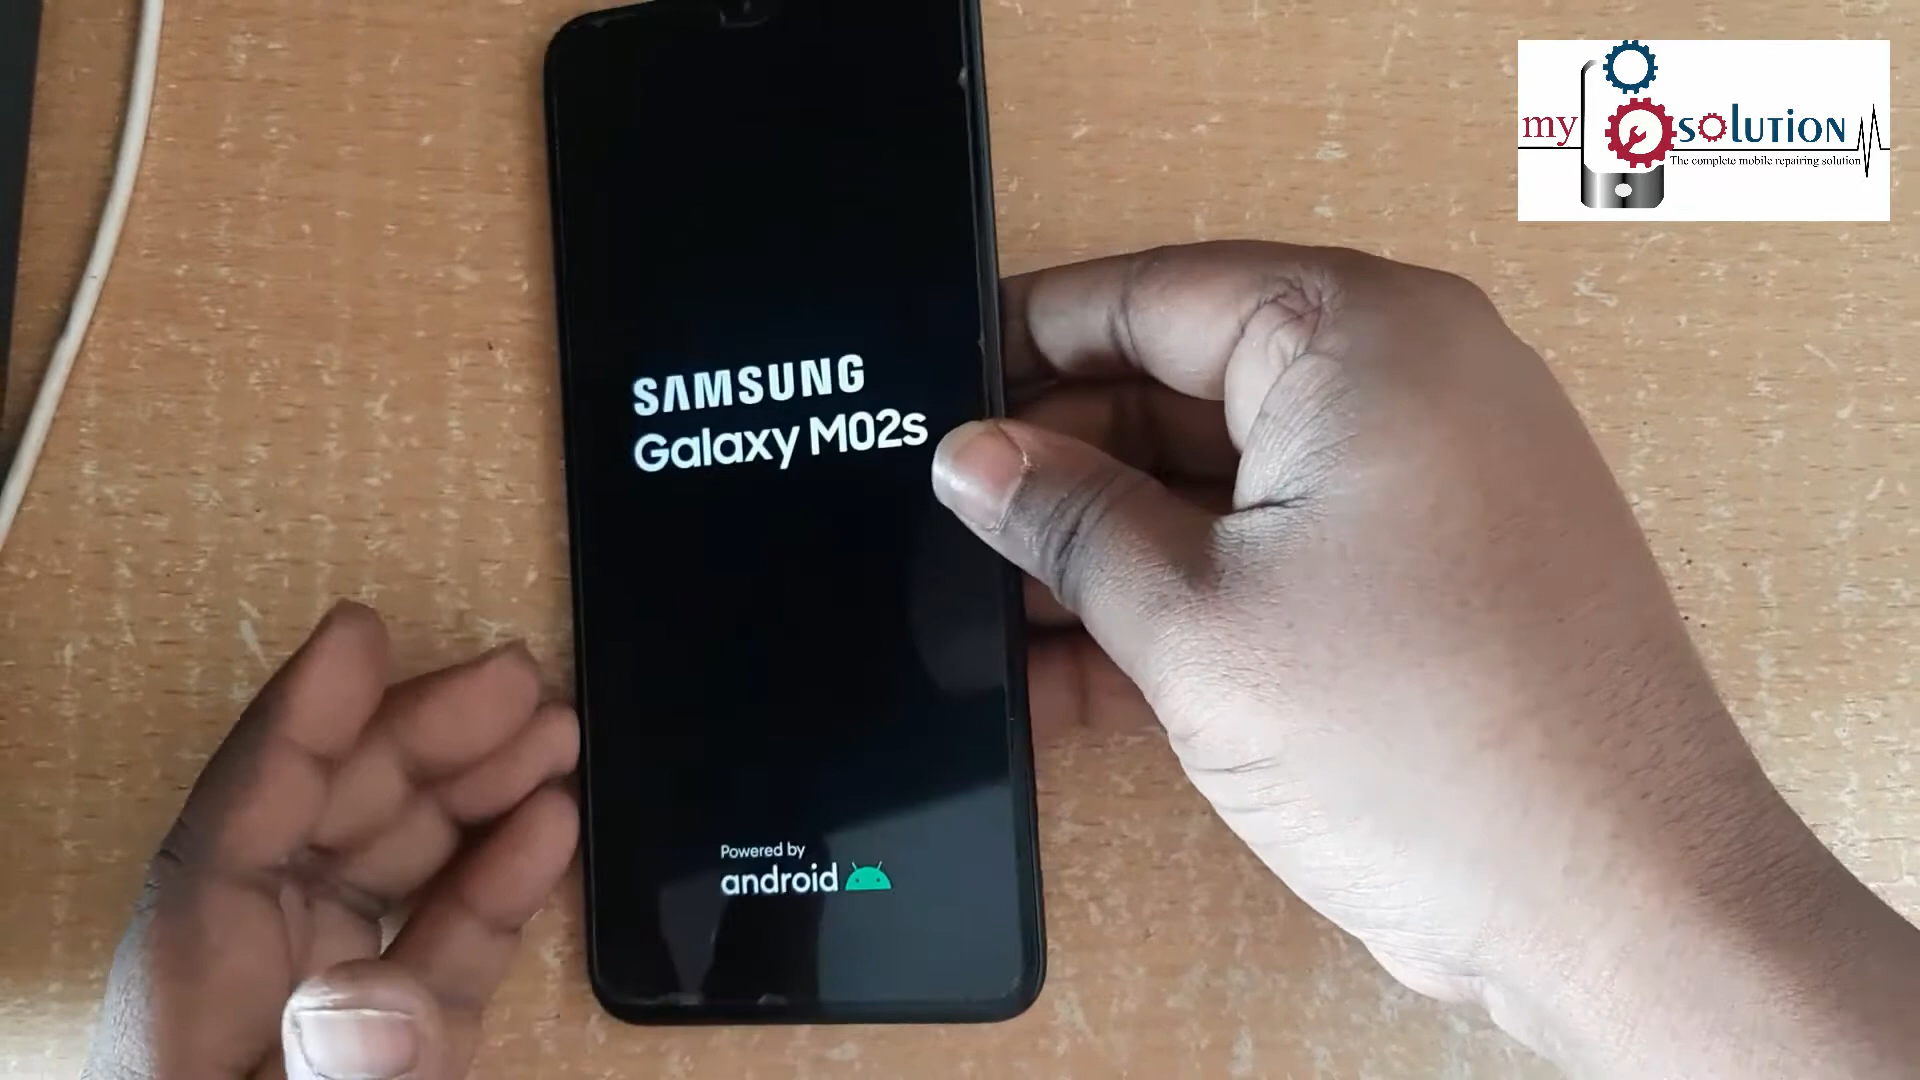 SAMSUNG
Galaxy M02s
Powered by
android
my solution
The complete mobile repairing solution